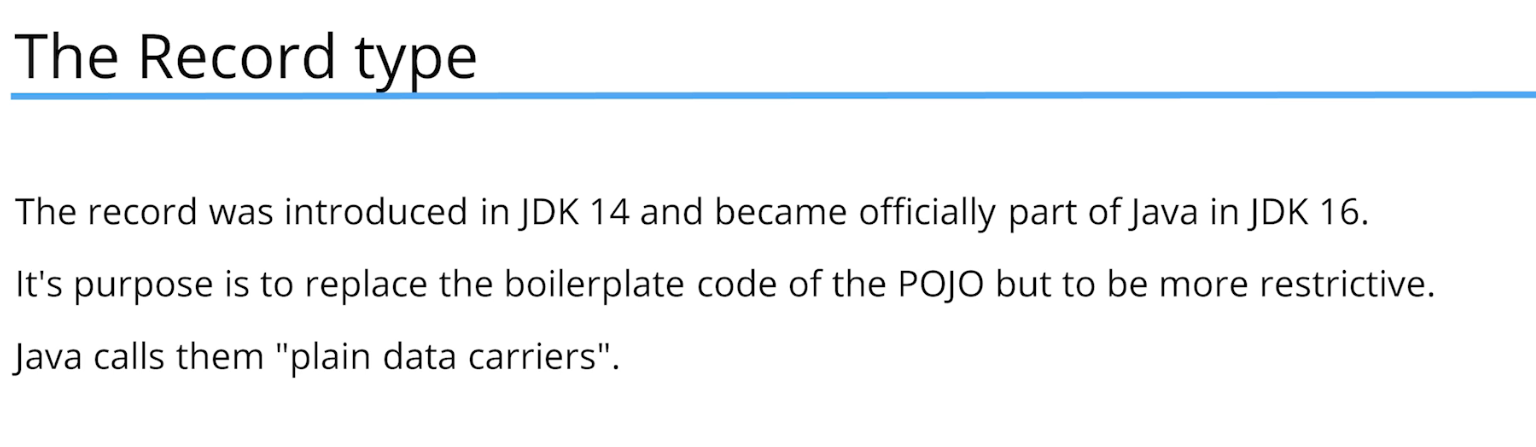 The Record type
The record was introduced in JDK 14 and became officially part of Java in JDK 16.
It's purpose is to replace the boilerplate code of the POJO but to be more restrictive.
Java calls them "plain data carriers".